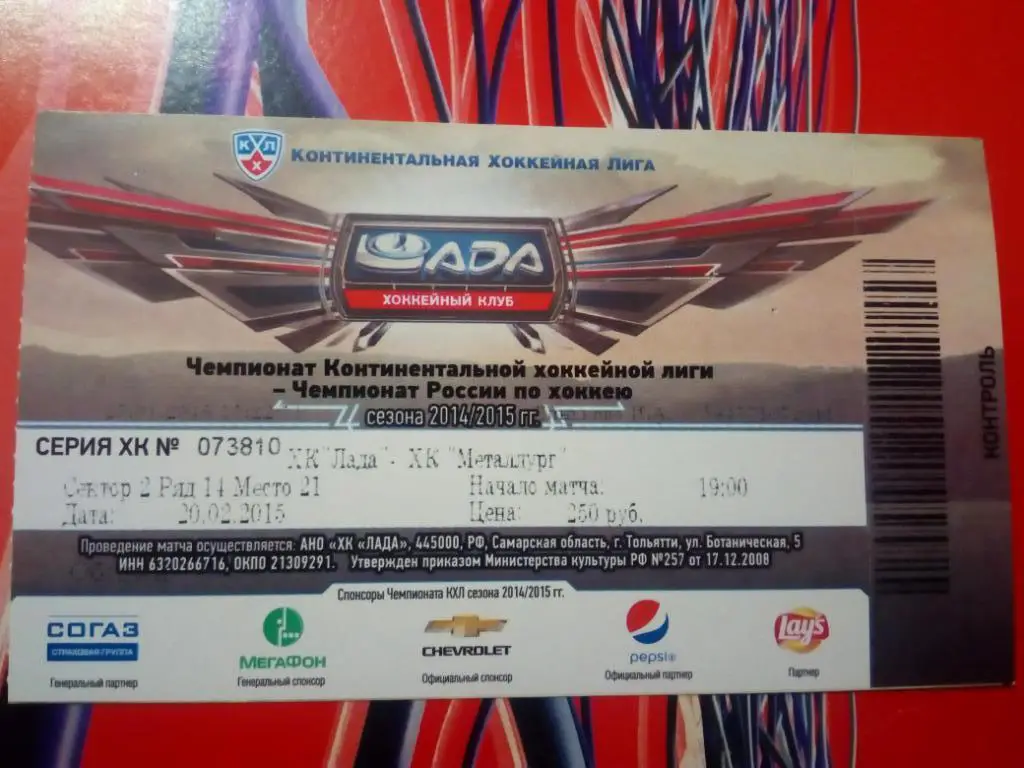 КХЛ
Континентальная Хоккейная Лига
ЛАДА
ХОККЕЙНЫЙ КЛУБ
Чемпионат Континентальной хоккейной лиги
– Чемпионат России по хоккею
сезона 2014/2015 гг.
СЕРИЯ ХК № 073810 ХК "Лада" - ХК "Металлург"
Сектор 2 Ряд 14 Место 21 Начало матча: 19:00
Дата: 20.02.2015 Цена: 250 руб.
Проведение матча осуществляется: АНО «ХК «ЛАДА», 445000, РФ, Самарская область, г. Тольятти, ул. Ботаническая, 5
ИНН 6320266716, ОКПО 21309291. Утвержден приказом Министерства культуры РФ №257 от 17.12.2008
Спонсоры Чемпионата КХЛ сезона 2014/2015 гг.
СОГАЗ МЕГАФОН CHEVROLET pepsi® Lay's
СТРАХОВАЯ ГРУППА
Генеральный партнер Генеральный спонсор Официальный спонсор Официальный партнер Партнер
КОНТРОЛЬ